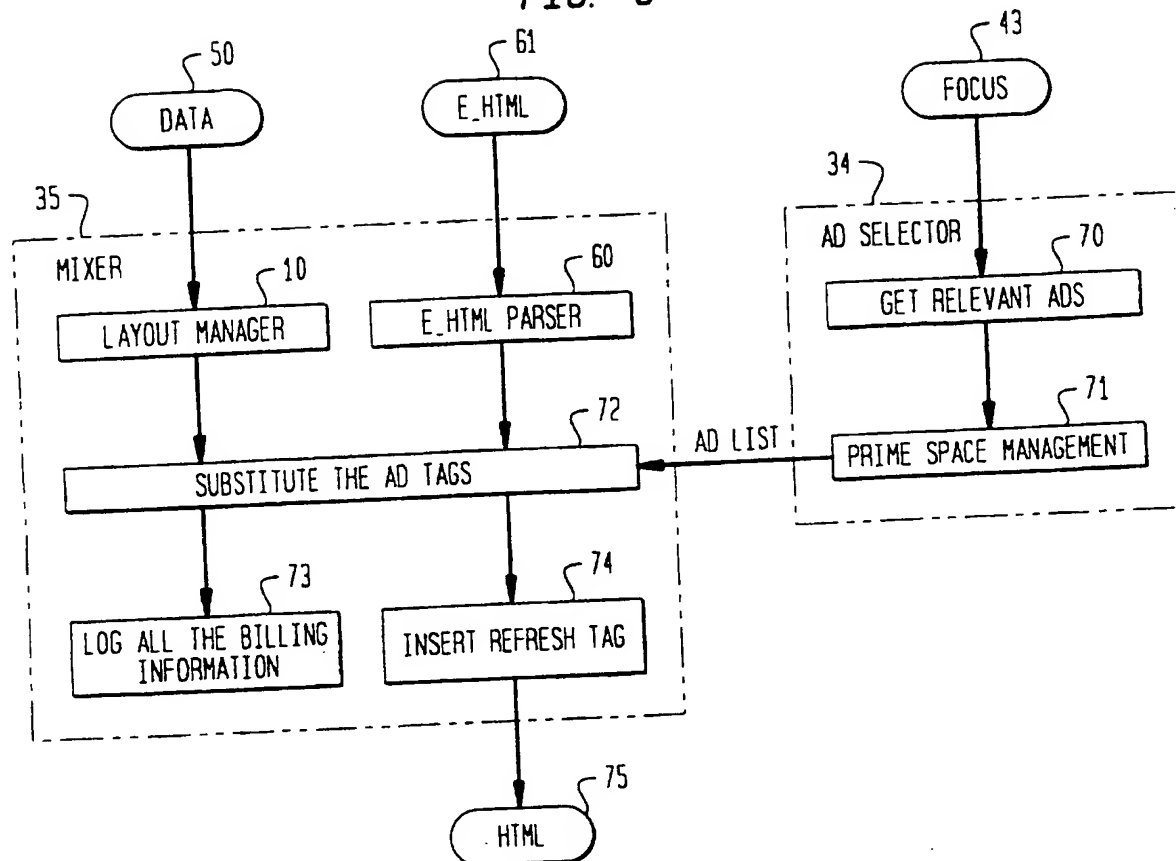 50
61
43
DATA
E_HTML
FOCUS
35
34
MIXER
10
60
AD SELECTOR
70
LAYOUT MANAGER
E_HTML PARSER
GET RELEVANT ADS
72
AD LIST
71
SUBSTITUTE THE AD TAGS
PRIME SPACE MANAGEMENT
73
74
LOG ALL THE BILLING
INFORMATION
INSERT REFRESH TAG
75
HTML